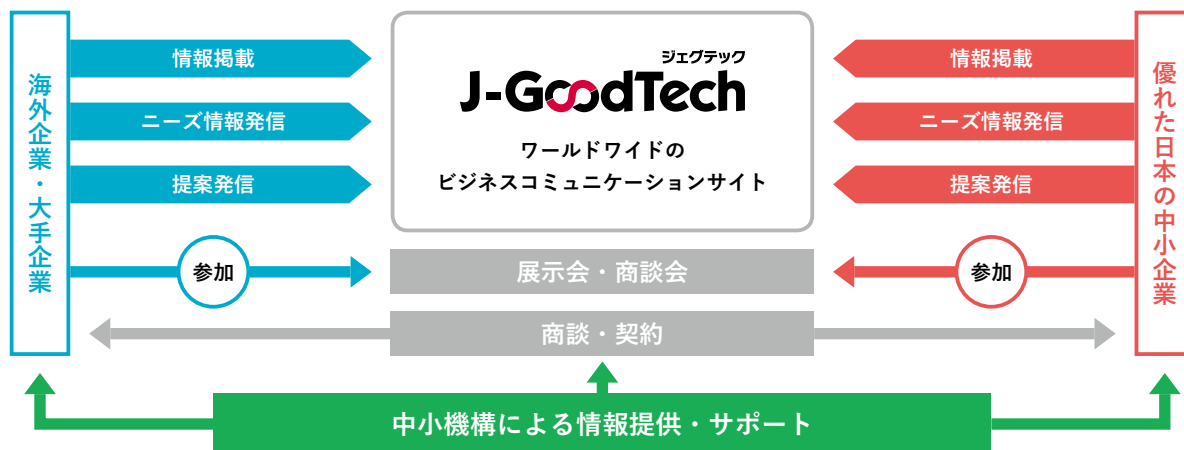 海外企業・大手企業
情報掲載
ニーズ情報発信
提案発信
参加
ジェグテック
J-GoodTech
ワールドワイドの
ビジネスコミュニケーションサイト
展示会・商談会
商談・契約
情報掲載
ニーズ情報発信
提案発信
参加
優れた日本の中小企業
中小機構による情報提供・サポート